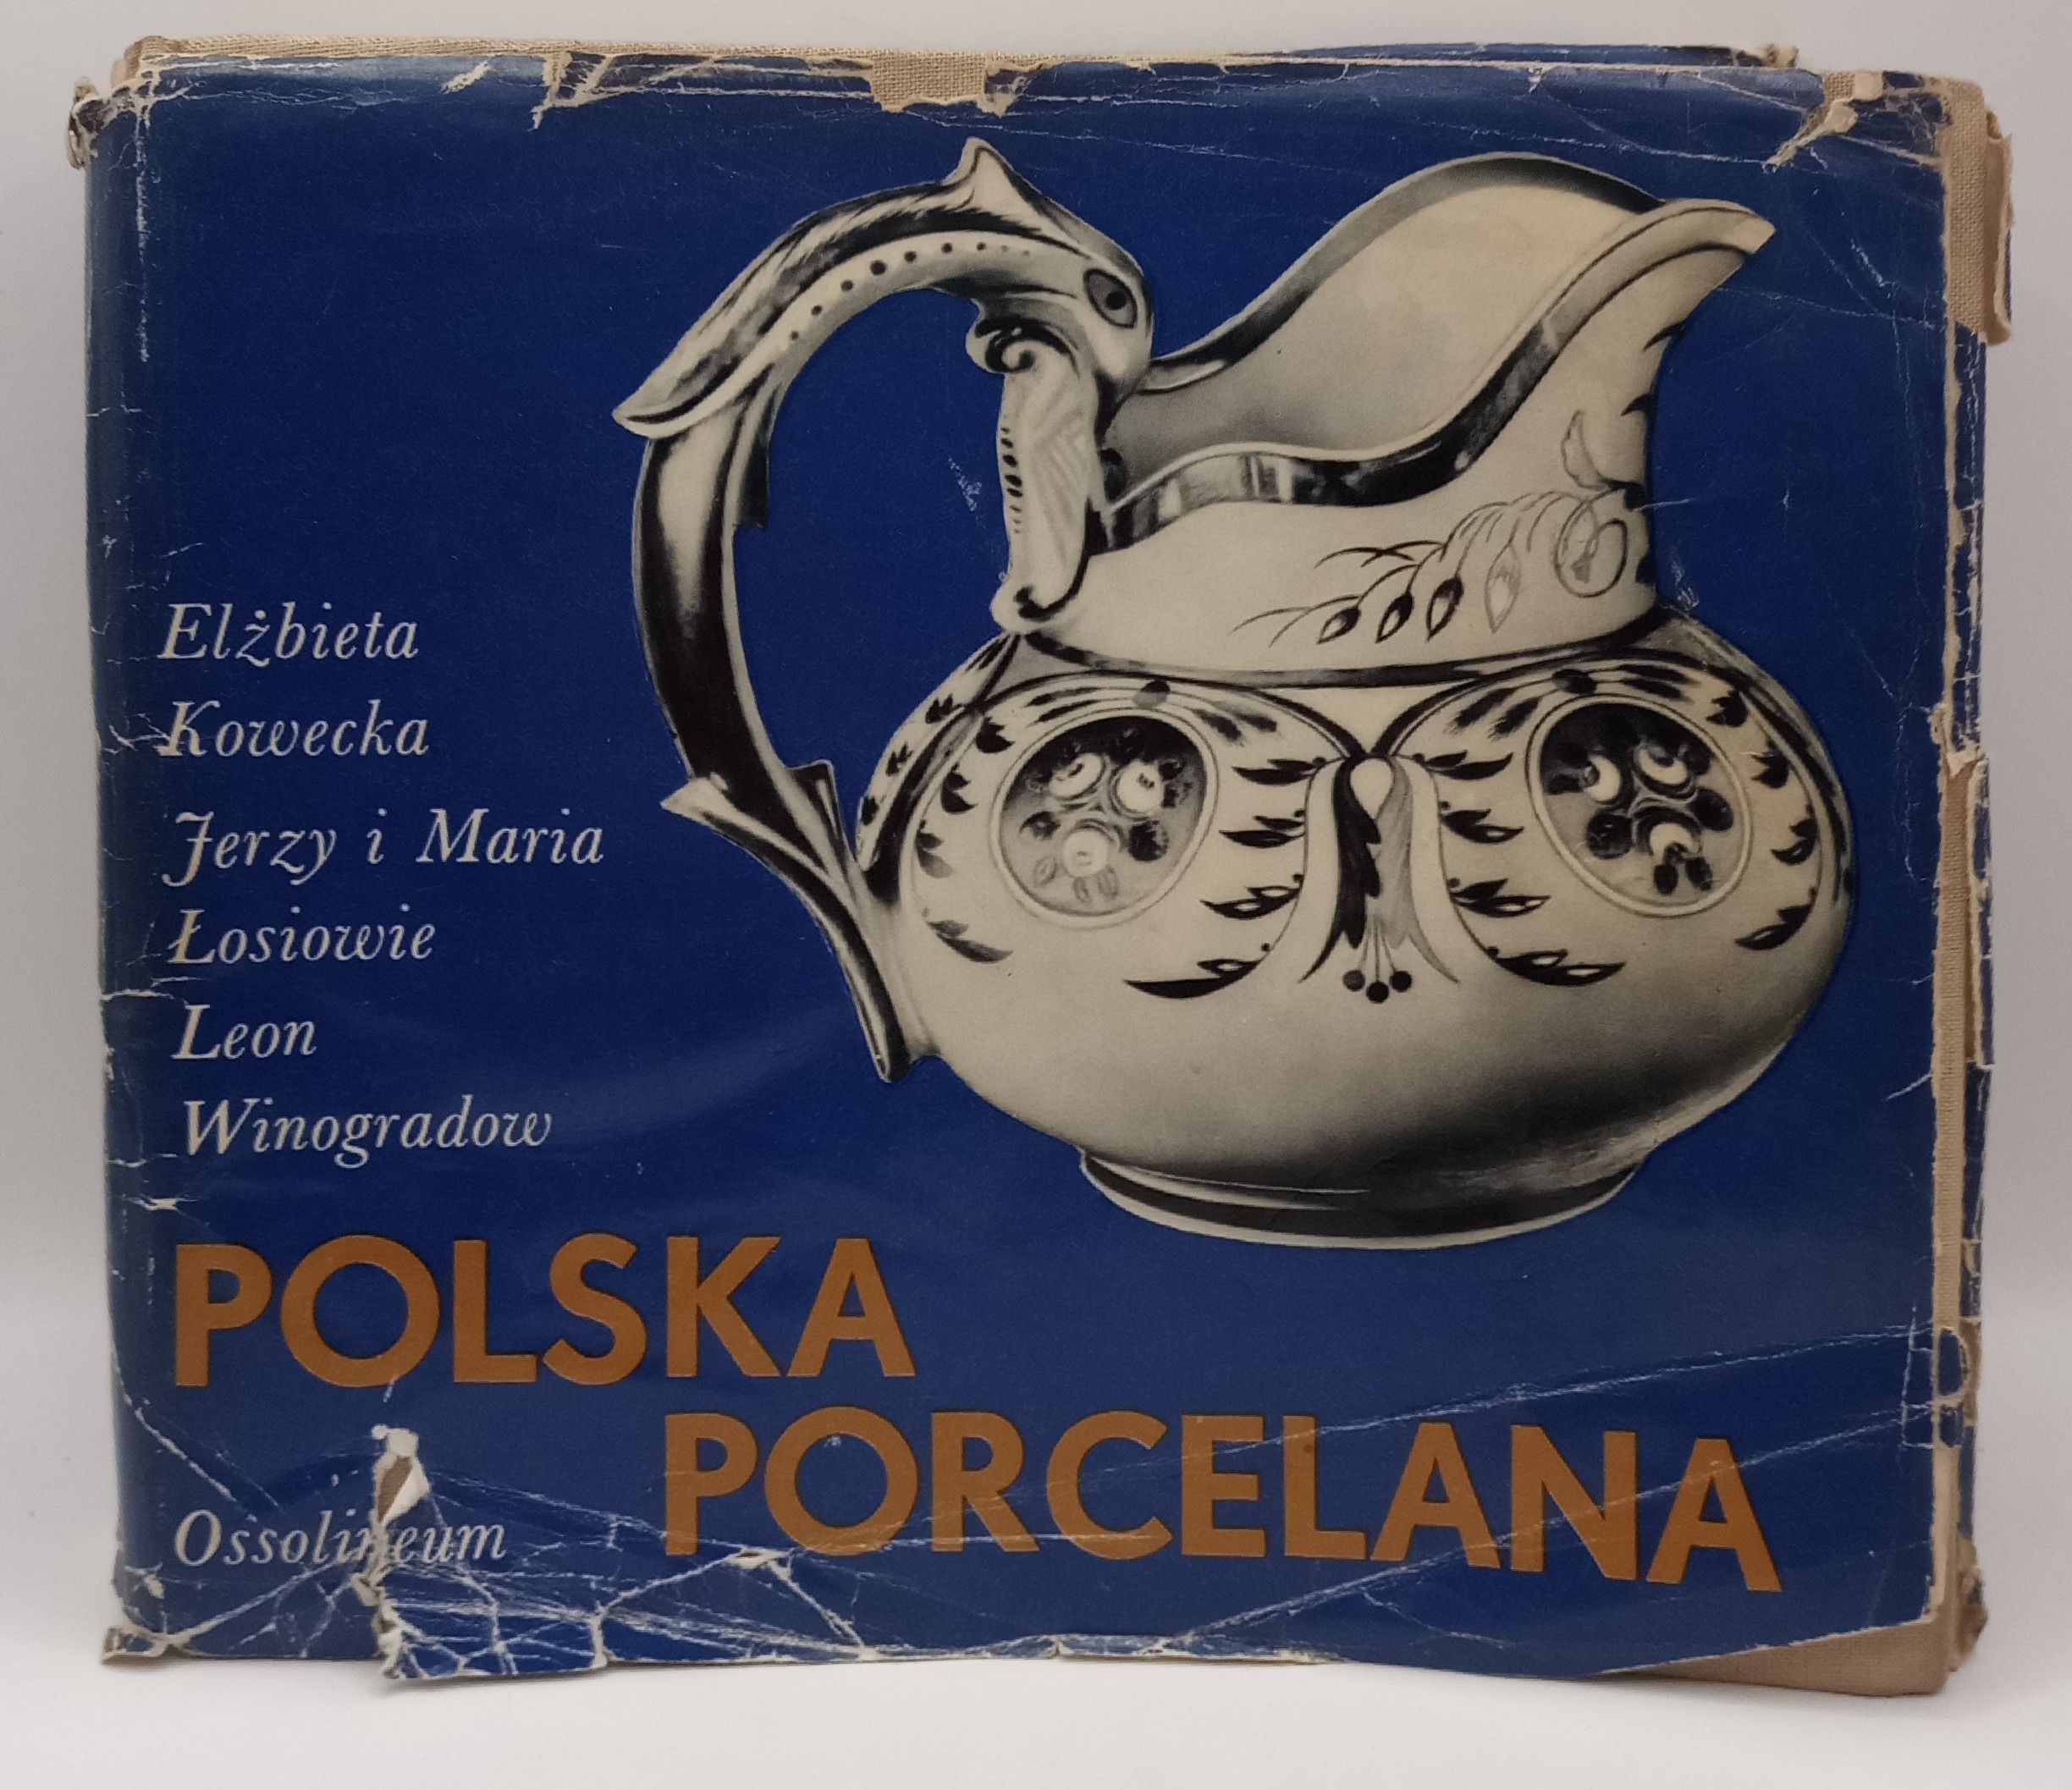 Elżbieta
Kowecka
Jerzy i Maria
Łosiowie
Leon
Winogradow
POLSKA
PORCELANA
Ossolineum